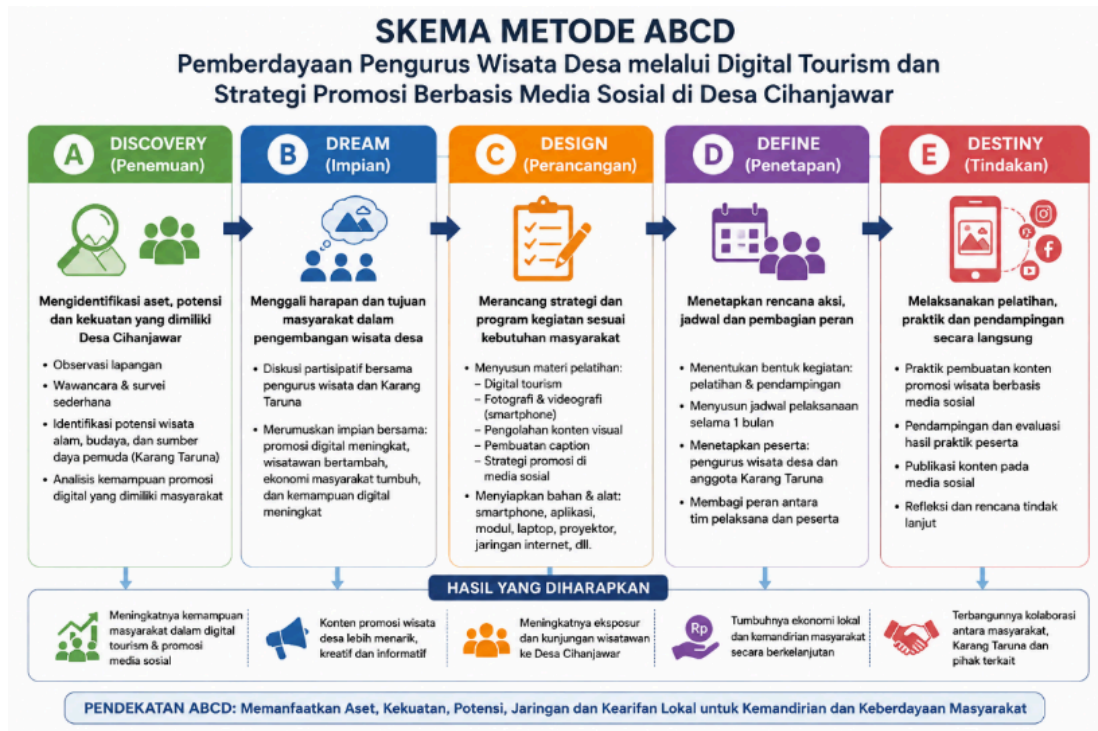 SKEMA METODE ABCD
Pemberdayaan Pengurus Wisata Desa melalui Digital Tourism dan
Strategi Promosi Berbasis Media Sosial di Desa Cihanjawar
A
DISCOVERY
(Penemuan)
Mengidentifikasi aset, potensi
dan kekuatan yang dimiliki
Desa Cihanjawar
• Observasi lapangan
• Wawancara & survei
sederhana
• Identifikasi potensi wisata
alam, budaya, dan sumber
daya pemuda (Karang Taruna)
• Analisis kemampuan promosi
digital yang dimiliki masyarakat
B
DREAM
(Impian)
Menggali harapan dan tujuan
masyarakat dalam
pengembangan wisata desa
• Diskusi partisipatif bersama
pengurus wisata dan Karang
Taruna
• Merumuskan impian bersama:
promosi digital meningkat,
wisatawan bertambah,
ekonomi masyarakat tumbuh,
dan kemampuan digital
meningkat
C
DESIGN
(Perancangan)
Merancang strategi dan
program kegiatan sesuai
kebutuhan masyarakat
• Menyusun materi pelatihan:
– Digital tourism
– Fotografi & videografi
(smartphone)
– Pengolahan konten visual
– Pembuatan caption
– Strategi promosi di
media sosial
• Menyiapkan bahan & alat:
smartphone, aplikasi,
modul, laptop, proyektor,
jaringan internet, dll.
D
DEFINE
(Penetapan)
Menetapkan rencana aksi,
jadwal dan pembagian peran
• Menentukan bentuk kegiatan:
pelatihan & pendampingan
• Menyusun jadwal pelaksanaan
selama 1 bulan
• Menetapkan peserta:
pengurus wisata desa dan
anggota Karang Taruna
• Membagi peran antara
tim pelaksana dan peserta
E
DESTINY
(Tindakan)
Melaksanakan pelatihan,
praktik dan pendampingan
secara langsung
• Praktik pembuatan konten
promosi wisata berbasis
media sosial
• Pendampingan dan evaluasi
hasil praktik peserta
• Publikasi konten pada
media sosial
• Refleksi dan rencana tindak
lanjut
HASIL YANG DIHARAPKAN
Meningkatnya kemampuan
masyarakat dalam digital
tourism & promosi
media sosial
Konten promosi wisata
desa lebih menarik,
kreatif dan informatif
Meningkatnya eksposur
dan kunjungan wisatawan
ke Desa Cihanjawar
Rp
Tumbuhnya ekonomi lokal
dan kemandirian masyarakat
secara berkelanjutan
Terbangunnya kolaborasi
antara masyarakat,
Karang Taruna dan
pihak terkait
PENDEKATAN ABCD: Memanfaatkan Aset, Kekuatan, Potensi, Jaringan dan Kearifan Lokal untuk Kemandirian dan Keberdayaan Masyarakat